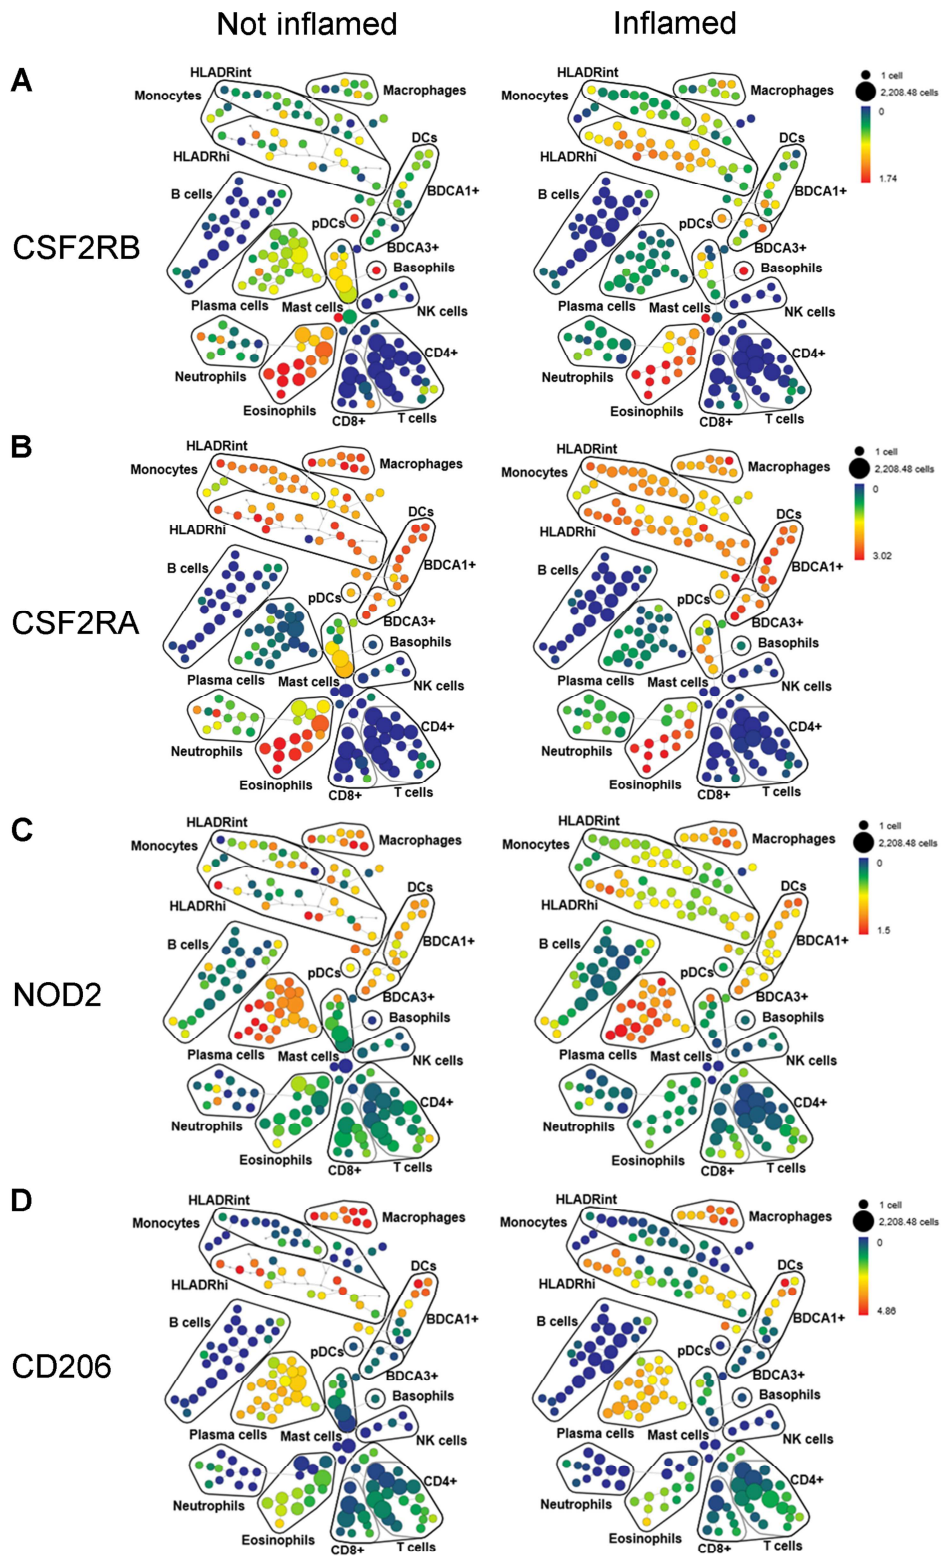 Not inflamed
Inflamed
A
CSF2RB
HLADRint
Monocytes
Macrophages
HLADRhi
DCs
BDCA1+
B cells
pDCs
BDCA3+
Basophils
Plasma cells
Mast cells
NK cells
CD4+
Neutrophils
Eosinophils
CD8+
T cells
HLADRint
Monocytes
Macrophages
HLADRhi
DCs
BDCA1+
B cells
pDCs
BDCA3+
Basophils
Plasma cells
Mast cells
NK cells
CD4+
Neutrophils
Eosinophils
CD8+
T cells
1 cell
2,208.48 cells
0
1.74
B
CSF2RA
HLADRint
Monocytes
Macrophages
HLADRhi
DCs
BDCA1+
B cells
pDCs
BDCA3+
Basophils
Plasma cells
Mast cells
NK cells
CD4+
Neutrophils
Eosinophils
CD8+
T cells
HLADRint
Monocytes
Macrophages
HLADRhi
DCs
BDCA1+
B cells
pDCs
BDCA3+
Basophils
Plasma cells
Mast cells
NK cells
CD4+
Neutrophils
Eosinophils
CD8+
T cells
1 cell
2,208.48 cells
0
3.02
C
NOD2
HLADRint
Monocytes
Macrophages
HLADRhi
DCs
BDCA1+
B cells
pDCs
BDCA3+
Basophils
Plasma cells
Mast cells
NK cells
CD4+
Neutrophils
Eosinophils
CD8+
T cells
HLADRint
Monocytes
Macrophages
HLADRhi
DCs
BDCA1+
B cells
pDCs
BDCA3+
Basophils
Plasma cells
Mast cells
NK cells
CD4+
Neutrophils
Eosinophils
CD8+
T cells
1 cell
2,208.48 cells
0
1.5
D
CD206
HLADRint
Monocytes
Macrophages
HLADRhi
DCs
BDCA1+
B cells
pDCs
BDCA3+
Basophils
Plasma cells
Mast cells
NK cells
CD4+
Neutrophils
Eosinophils
CD8+
T cells
HLADRint
Monocytes
Macrophages
HLADRhi
DCs
BDCA1+
B cells
pDCs
BDCA3+
Basophils
Plasma cells
Mast cells
NK cells
CD4+
Neutrophils
Eosinophils
CD8+
T cells
1 cell
2,208.48 cells
0
4.86